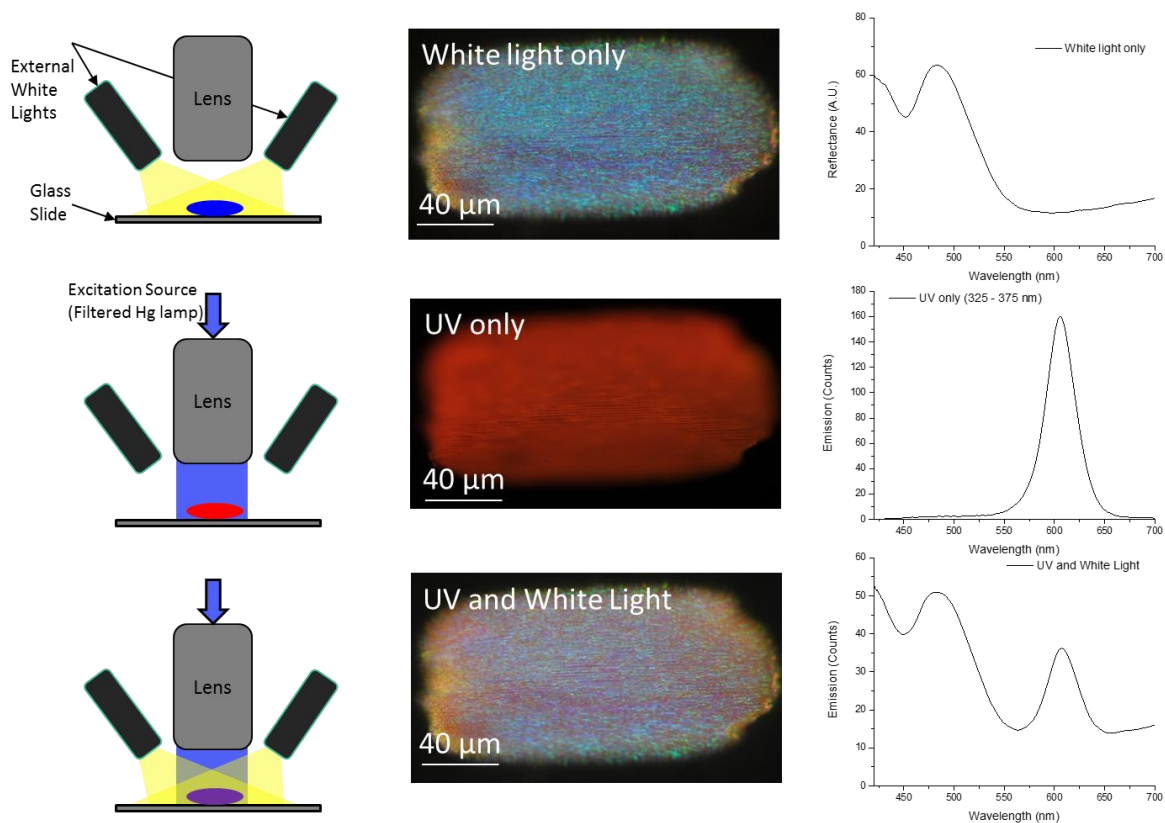 External
White
Lights
Lens
Glass
Slide
White light only
40 µm
White light only
Reflectance (A.U.)
80
60
40
20
0
450 500 550 600 650 700
Wavelength (nm)
Excitation Source
(Filtered Hg lamp)
Lens
UV only
40 µm
UV only (325 - 375 nm)
Emission (Counts)
180
160
140
120
100
80
60
40
20
0
450 500 550 600 650 700
Wavelength (nm)
Lens
UV and White Light
40 µm
UV and White Light
Emission (Counts)
60
50
40
30
20
10
0
450 500 550 600 650 700
Wavelength (nm)